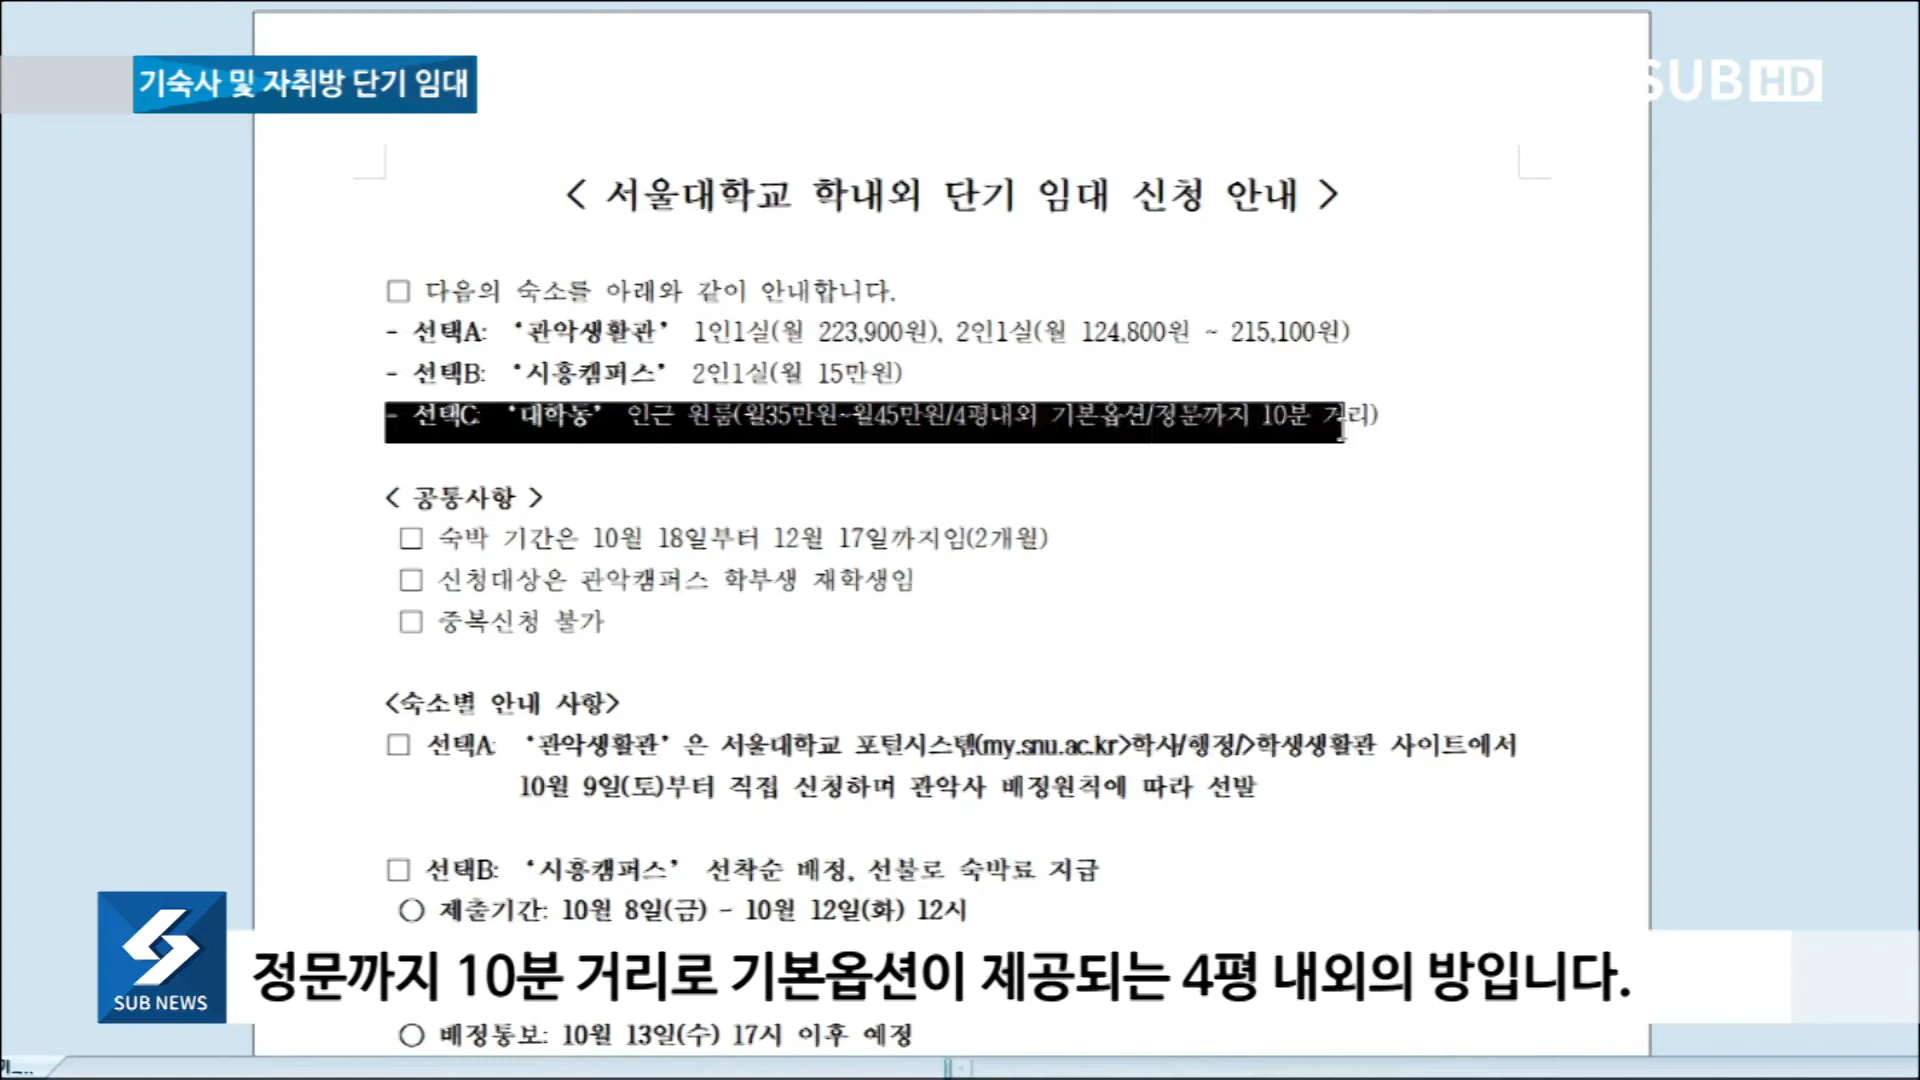 기숙사 및 자취방 단기 임대
SUB HD
< 서울대학교 학내외 단기 임대 신청 안내 >
□ 다음의 숙소를 아래와 같이 안내합니다.
- 선택A: ‘관악생활관’ 1인1실(월 223,900원), 2인1실(월 124,800원 ~ 215,100원)
- 선택B: ‘시흥캠퍼스’ 2인1실(월 15만원)
- 선택C: ‘대학동’ 인근 원룸(월35만원~월45만원/4평내외 기본옵션/정문까지 10분 거리)
< 공통사항 >
□ 숙박 기간은 10월 18일부터 12월 17일까지임(2개월)
□ 신청대상은 관악캠퍼스 학부생 재학생임
□ 중복신청 불가
<숙소별 안내 사항>
□ 선택A: ‘관악생활관’은 서울대학교 포털시스템(my.snu.ac.kr>학사/행정/>학생생활관 사이트에서
10월 9일(토)부터 직접 신청하며 관악사 배정원칙에 따라 선발
□ 선택B: ‘시흥캠퍼스’ 선착순 배정, 선불로 숙박료 지급
○ 제출기간: 10월 8일(금) - 10월 12일(화) 12시
정문까지 10분 거리로 기본옵션이 제공되는 4평 내외의 방입니다.
SUB NEWS
○ 배정통보: 10월 13일(수) 17시 이후 예정